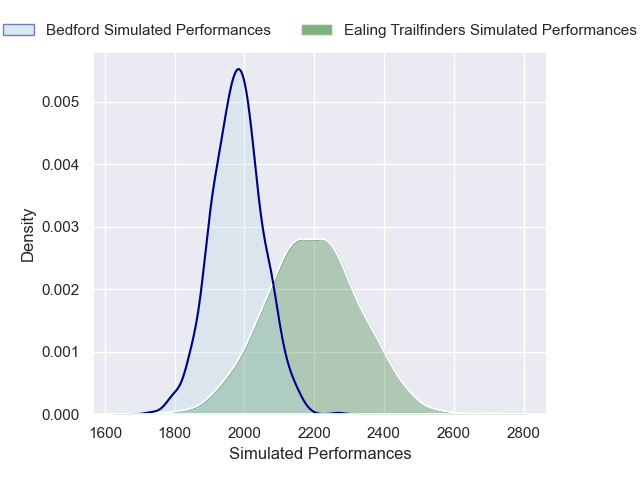 Bedford Simulated Performances
Ealing Trailfinders Simulated Performances
0.005
0.004
0.003
0.002
0.001
0.000
Density
1600 1800 2000 2200 2400 2600 2800
Simulated Performances